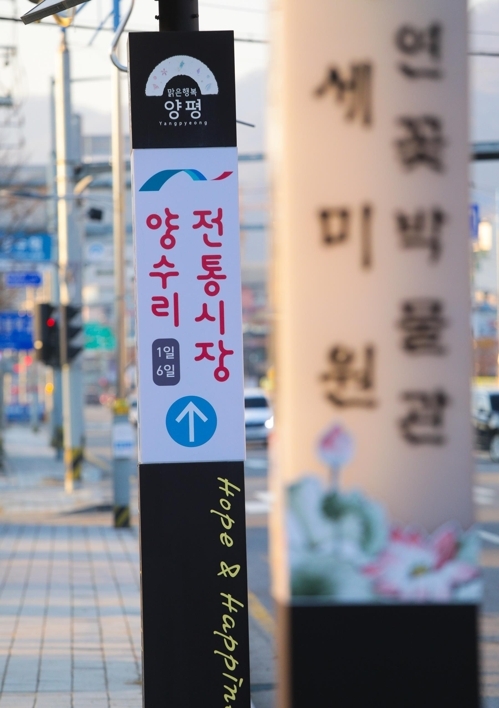 맑은행복
양평
Yangpyeong
양수리
전통시장
1일
6일
Hope & Happin
세미원
연꽃박물관